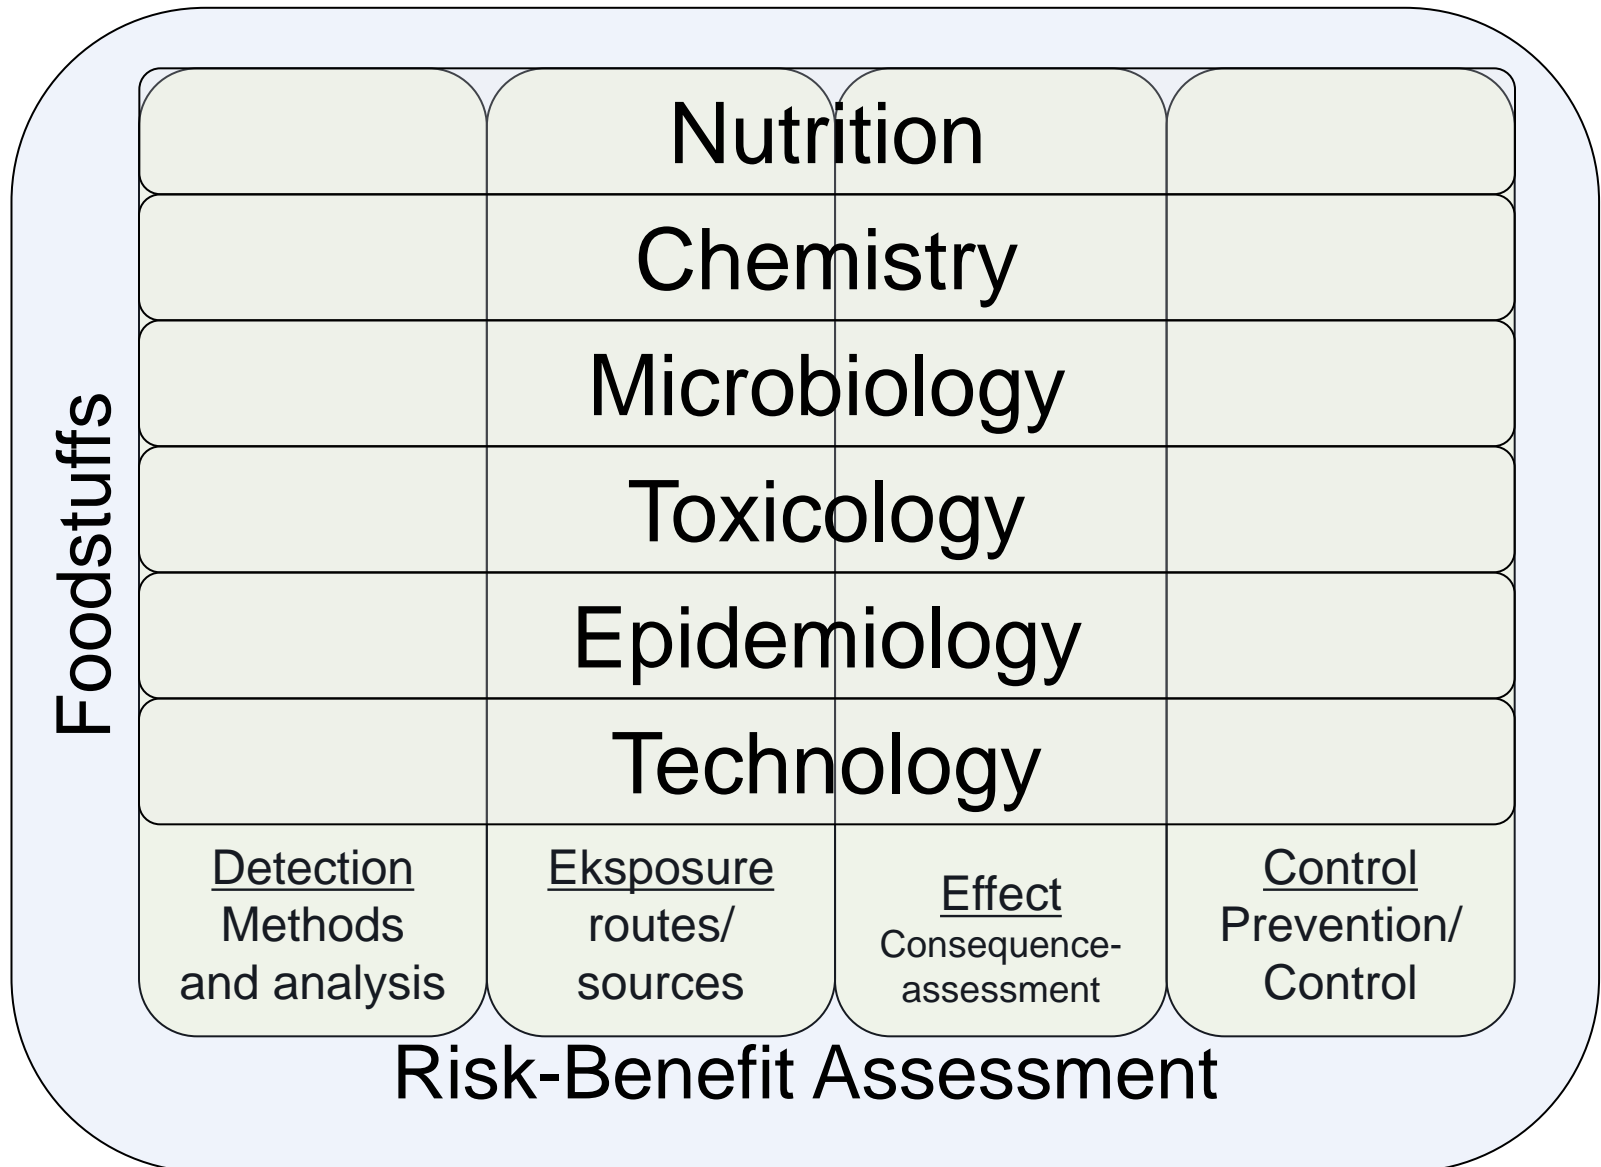 Nutrition
Chemistry
Microbiology
Toxicology
Epidemiology
Technology
Foodstuffs
Detection
Methods
and analysis
Eksposure
routes/
sources
Effect
Consequence-
assessment
Control
Prevention/
Control
Risk-Benefit Assessment